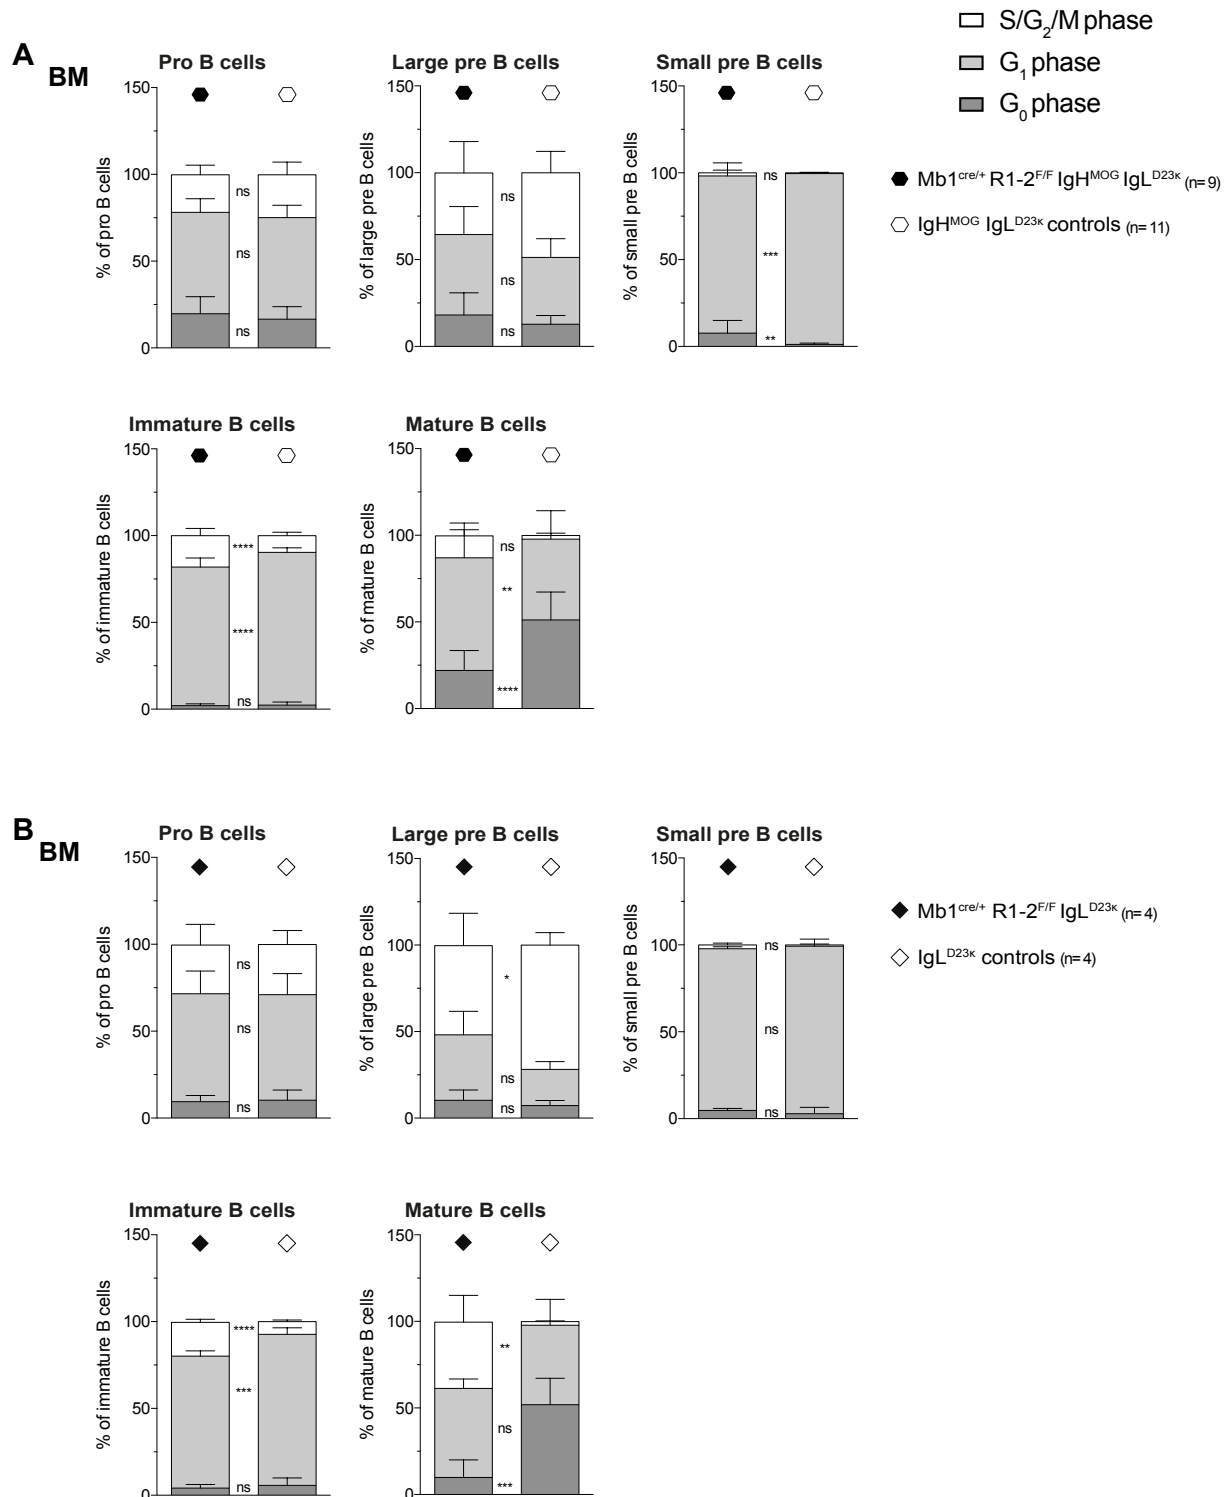 S/G2/M phase
G1 phase
G0 phase
A
BM
Pro B cells
Large pre B cells
Small pre B cells
% of pro B cells
150
100
50
0
ns
ns
ns
% of large pre B cells
150
100
50
0
ns
ns
ns
% of small pre B cells
150
100
50
0
ns
***
**
Mb1cre/+ R1-2F/F IgHMOG IgLD23κ (n=9)
IgHMOG IgLD23κ controls (n=11)
Immature B cells
Mature B cells
% of immature B cells
150
100
50
0
****
****
ns
% of mature B cells
150
100
50
0
ns
**
****
B
BM
Pro B cells
Large pre B cells
Small pre B cells
% of pro B cells
150
100
50
0
ns
ns
ns
% of large pre B cells
150
100
50
0
*
ns
ns
% of small pre B cells
150
100
50
0
ns
ns
ns
Mb1cre/+ R1-2F/F IgLD23κ (n=4)
IgLD23κ controls (n=4)
Immature B cells
Mature B cells
% of immature B cells
150
100
50
0
****
***
ns
% of mature B cells
150
100
50
0
**
ns
***